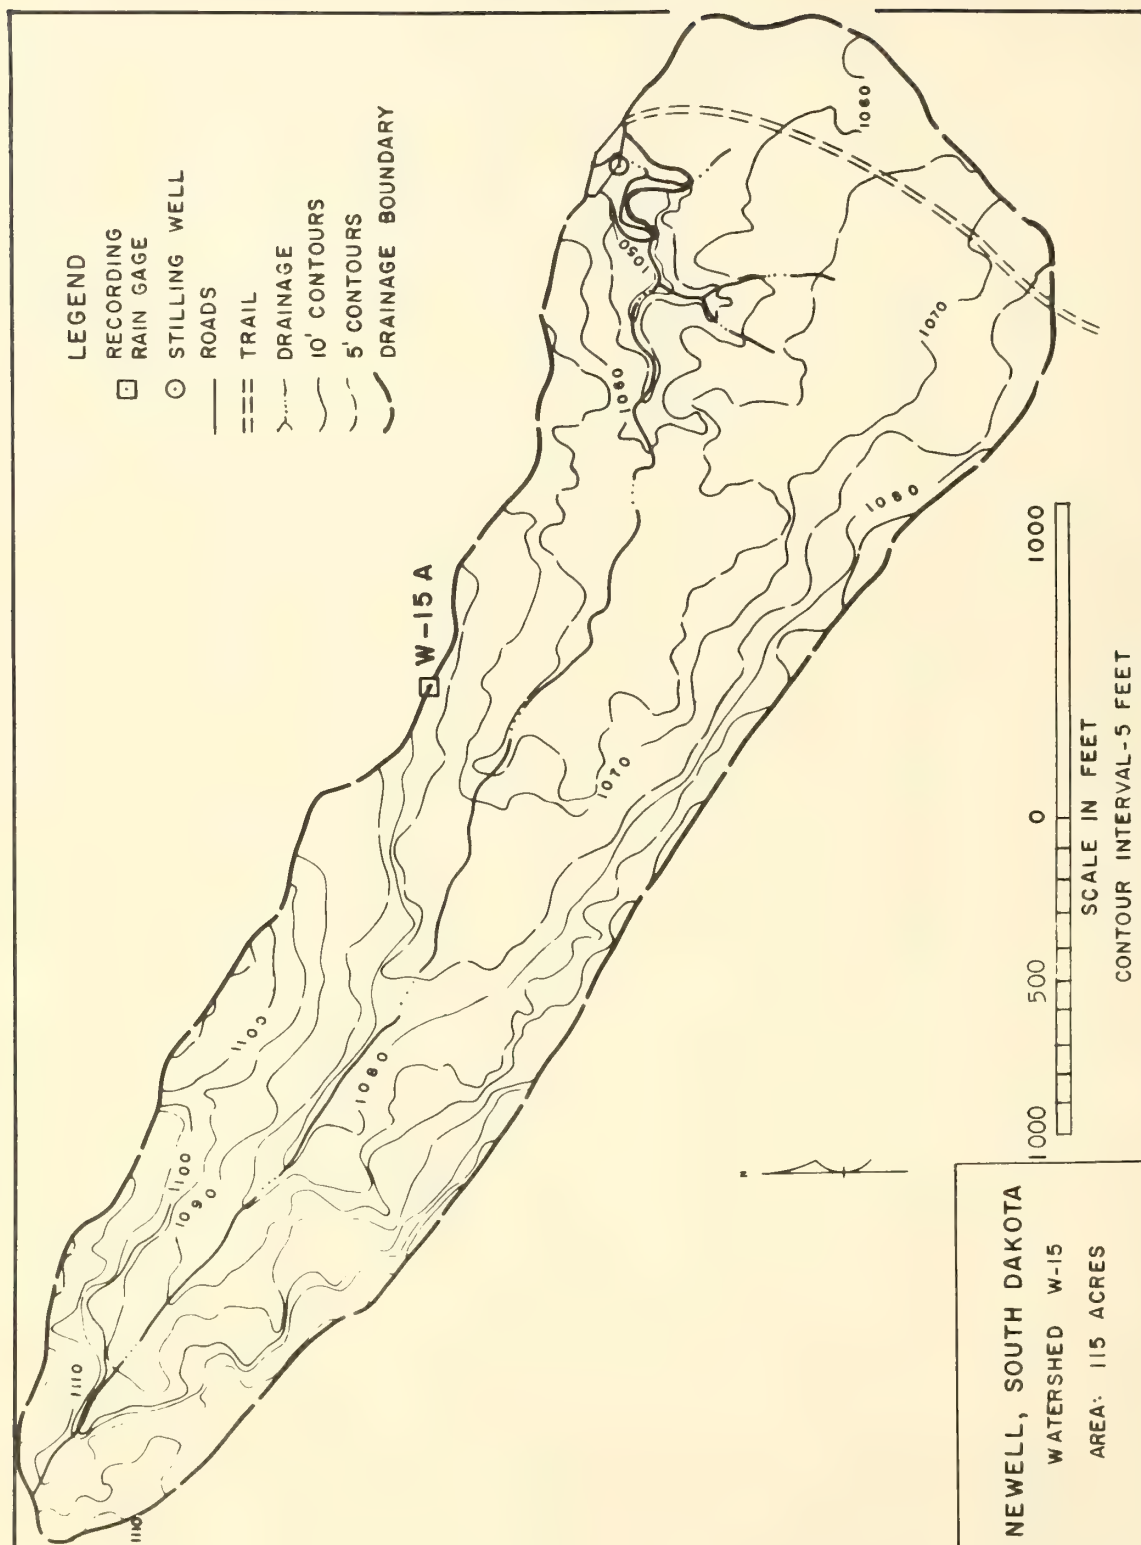 LEGEND
RECORDING
RAIN GAGE
STILLING WELL
ROADS
TRAIL
DRAINAGE
10' CONTOURS
5' CONTOURS
DRAINAGE BOUNDARY
W-15A
1110
1110
1100
1090
1100
1080
1070
1060
1050
1060
1070
1080
N
1000
500
0
1000
SCALE IN FEET
CONTOUR INTERVAL-5 FEET
NEWELL, SOUTH DAKOTA
WATERSHED W-15
AREA: 115 ACRES